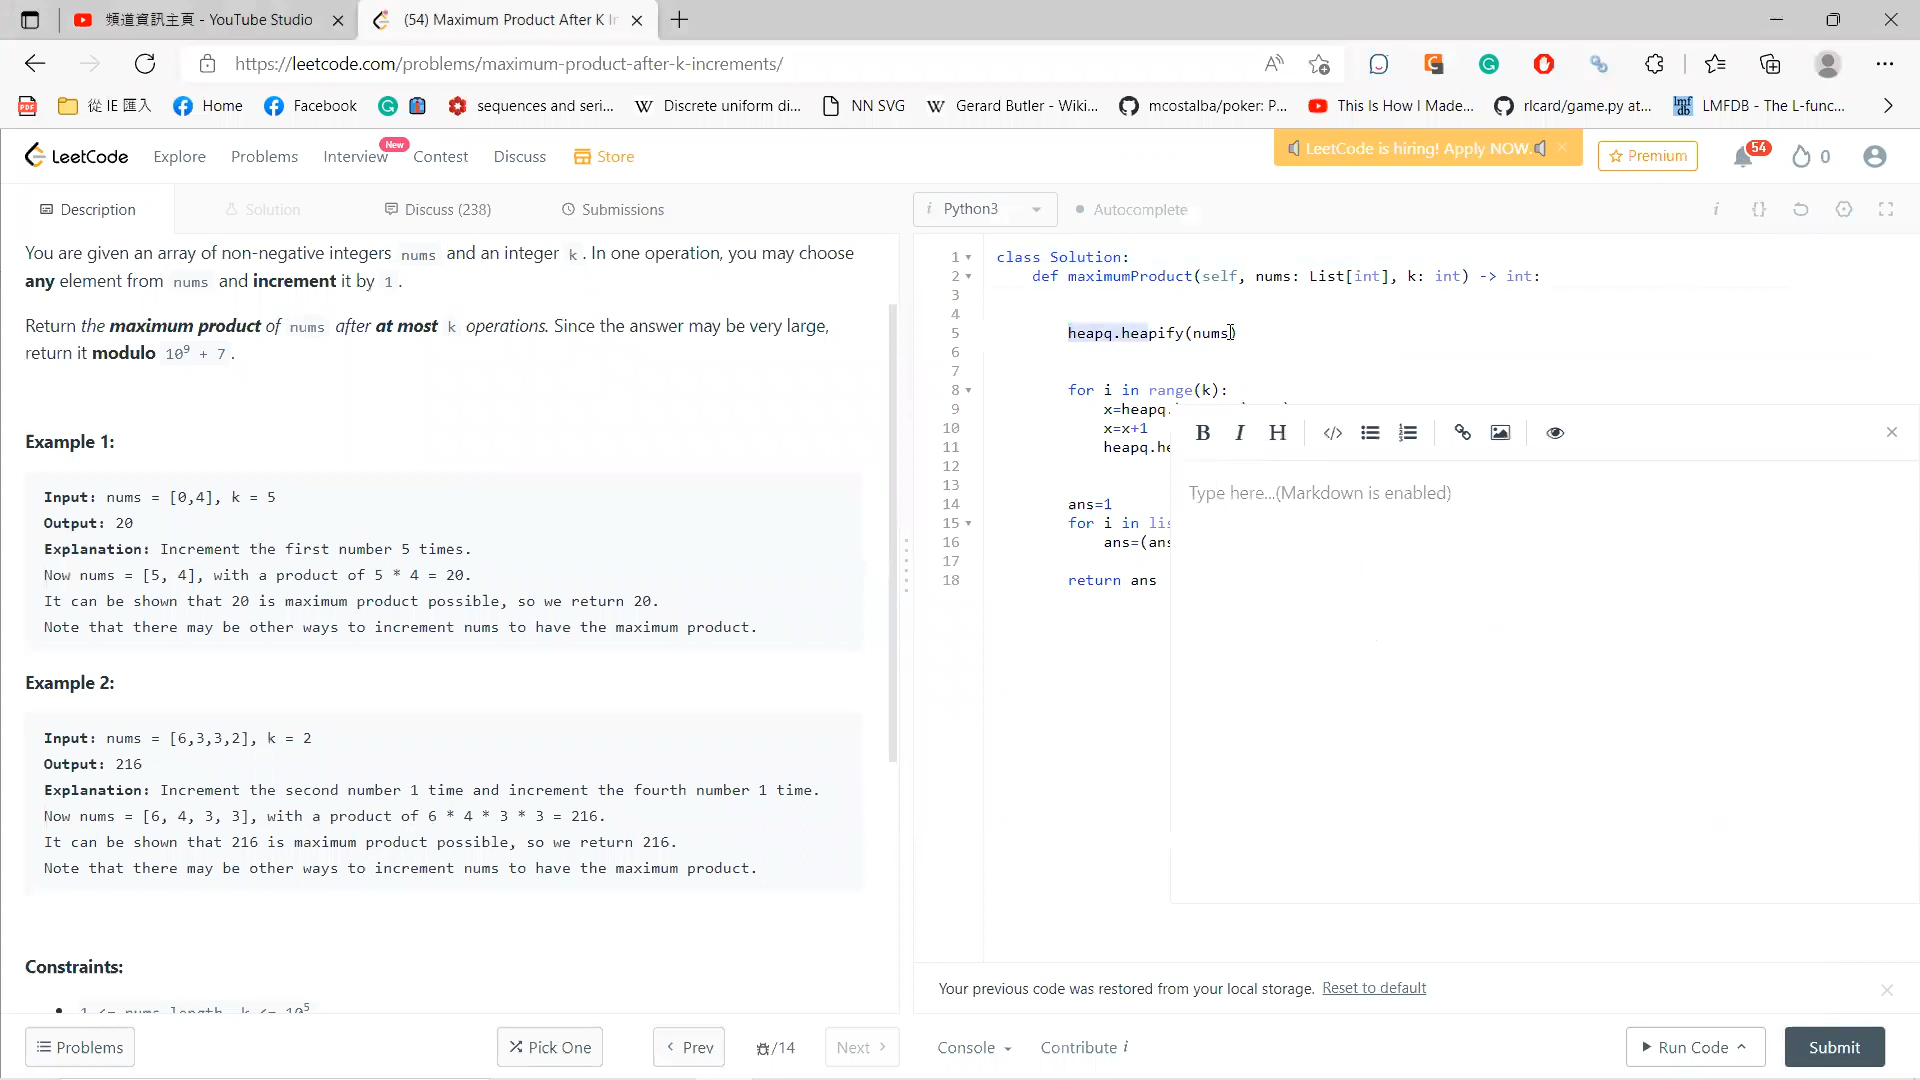 頻道資訊主頁 - YouTube Studio
(54) Maximum Product After K In
https://leetcode.com/problems/maximum-product-after-k-increments/
PDF
從 IE 匯入
Home
Facebook
sequences and seri...
Discrete uniform di...
NN SVG
Gerard Butler - Wiki...
mcostalba/poker: P...
This Is How I Made...
rlcard/game.py at...
LMFDB - The L-func...
LeetCode
Explore
Problems
Interview
New
Contest
Discuss
Store
LeetCode is hiring! Apply NOW.
Premium
54
0
Description
Solution
Discuss (238)
Submissions
i Python3
Autocomplete
You are given an array of non-negative integers nums and an integer k. In one operation, you may choose
any element from nums and increment it by 1.
Return the maximum product of nums after at most k operations. Since the answer may be very large,
return it modulo 10⁹ + 7.
Example 1:
Input: nums = [0,4], k = 5
Output: 20
Explanation: Increment the first number 5 times.
Now nums = [5, 4], with a product of 5 * 4 = 20.
It can be shown that 20 is maximum product possible, so we return 20.
Note that there may be other ways to increment nums to have the maximum product.
Example 2:
Input: nums = [6,3,3,2], k = 2
Output: 216
Explanation: Increment the second number 1 time and increment the fourth number 1 time.
Now nums = [6, 4, 3, 3], with a product of 6 * 4 * 3 * 3 = 216.
It can be shown that 216 is maximum product possible, so we return 216.
Note that there may be other ways to increment nums to have the maximum product.
Constraints:
1 <= nums.length, k <= 10⁵
1 class Solution:
2 def maximumProduct(self, nums: List[int], k: int) -> int:
3
4
5 heapq.heapify(nums)
6
7
8 for i in range(k):
9 x=heapq.
10 x=x+1
11 heapq.he
12
13
14 ans=1
15 for i in lis
16 ans=(ans
17
18 return ans
B I H
Type here...(Markdown is enabled)
Your previous code was restored from your local storage. Reset to default
Problems
Pick One
Prev
/14
Next
Console
Contribute i
Run Code
Submit